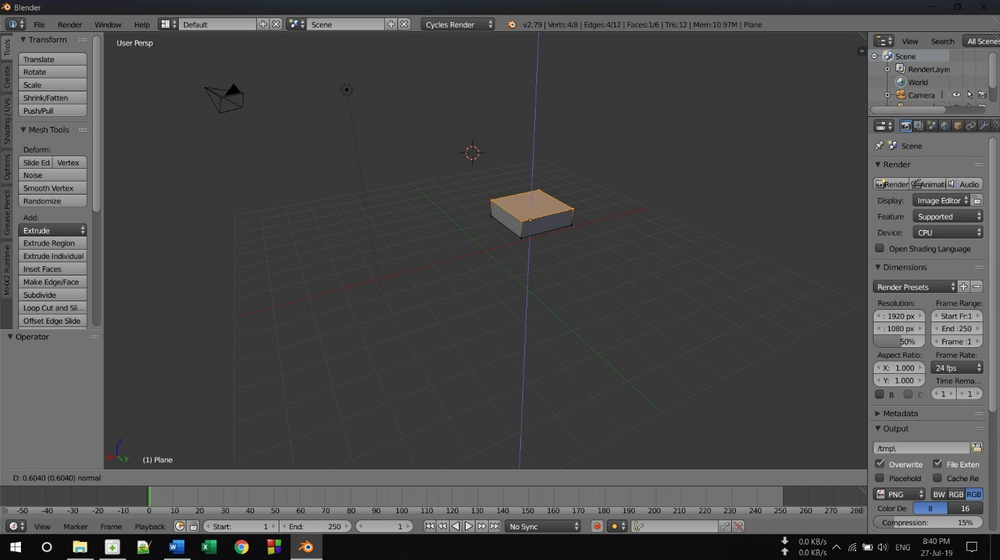 Blender
File Render Window Help Default Scene Cycles Render v2.79 | Verts:4/8 | Edges:4/12 | Faces:1/6 | Tris:12 | Mem:10.97M | Plane
Tools
Create
Shading / UVs
Options
Grease Pencil
MHX2 Runtime
Transform
Translate
Rotate
Scale
Shrink/Fatten
Push/Pull
Mesh Tools
Deform:
Slide Ed Vertex
Noise
Smooth Vertex
Randomize
Add:
Extrude
Extrude Region
Extrude Individual
Inset Faces
Make Edge/Face
Subdivide
Loop Cut and Sli...
Offset Edge Slide
Operator
User Persp
z
x
y
(1) Plane
D: 0.6040 (0.6040) normal
View Search All Scenes
Scene
RenderLaye
World
Camera
Scene
Render
Render Animati Audio
Display: Image Editor
Feature Supported
Device: CPU
Open Shading Language
Dimensions
Render Presets
Resolution: Frame Range:
: 1920 px Start Fr:1
: 1080 px End :250
50% Frame :1
Aspect Ratio: Frame Rate:
X: 1.000 24 fps
Y: 1.000 Time Rema...
B C 1 1
Metadata
Output
/tmp\
Overwrite File Exten
Placehold Cache Re
PNG BW RGB RGB
Color De 8 16
Compression: 15%
-50 -40 -30 -20 -10 0 10 20 30 40 50 60 70 80 90 100 110 120 130 140 150 160 170 180 190 200 210 220 230 240 250 260 270 280
View Marker Frame Playback Start: 1 End: 250 1 No Sync
0.0 KB/s
0.0 KB/s
ENG
8:40 PM
27-Jul-19